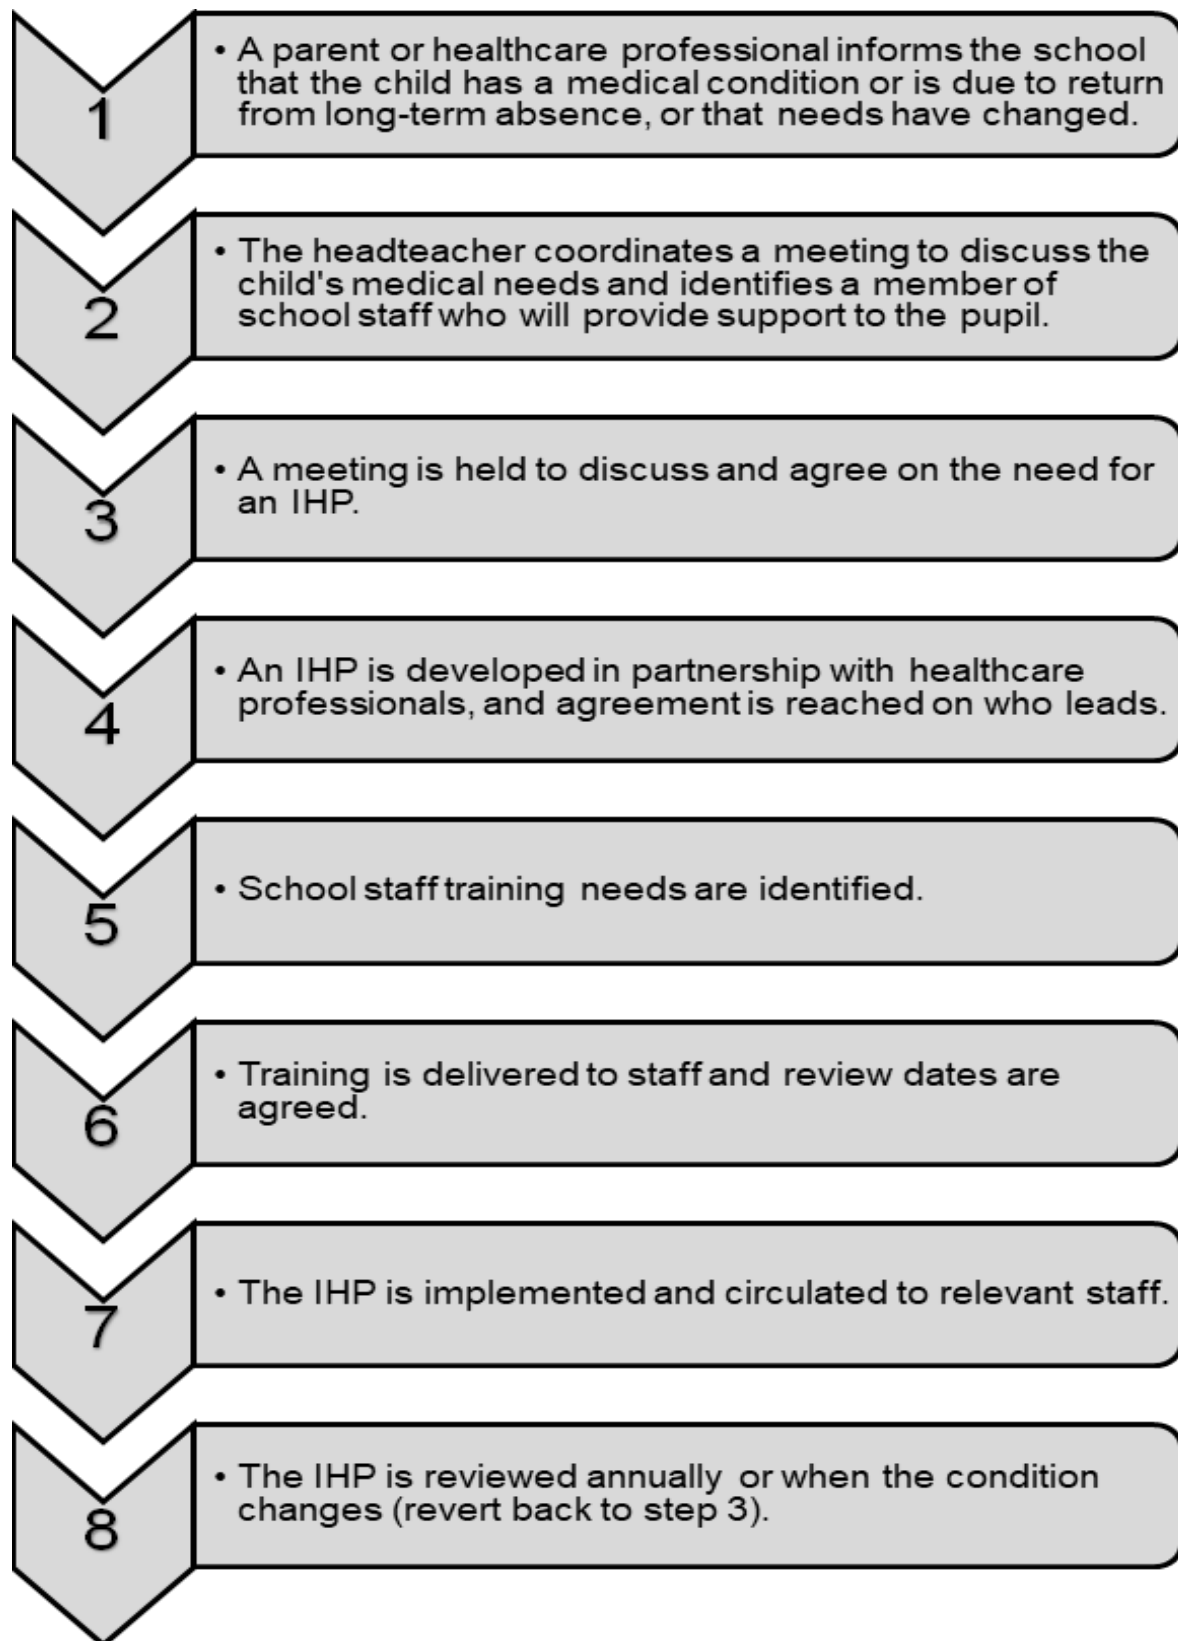 1
• A parent or healthcare professional informs the school
that the child has a medical condition or is due to return
from long-term absence, or that needs have changed.
2
• The headteacher coordinates a meeting to discuss the
child's medical needs and identifies a member of
school staff who will provide support to the pupil.
3
• A meeting is held to discuss and agree on the need for
an IHP.
4
• An IHP is developed in partnership with healthcare
professionals, and agreement is reached on who leads.
5
• School staff training needs are identified.
6
• Training is delivered to staff and review dates are
agreed.
7
• The IHP is implemented and circulated to relevant staff.
8
• The IHP is reviewed annually or when the condition
changes (revert back to step 3).